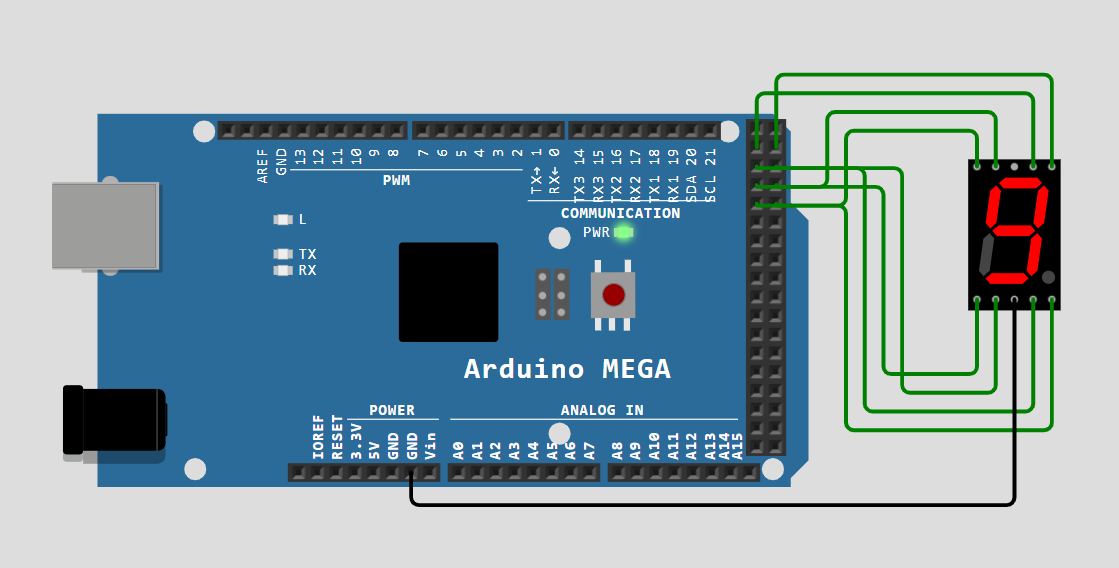 AREF
GND
13
12
11
10
9
8
7
6
5
4
3
2
TX→ 1
RX← 0
TX3 14
RX3 15
TX2 16
RX2 17
TX1 18
RX1 19
SDA 20
SCL 21
PWM
COMMUNICATION
PWR
L
TX
RX
Arduino MEGA
POWER
ANALOG IN
IOREF
RESET
3.3V
5V
GND
GND
Vin
A0
A1
A2
A3
A4
A5
A6
A7
A8
A9
A10
A11
A12
A13
A14
A15
9